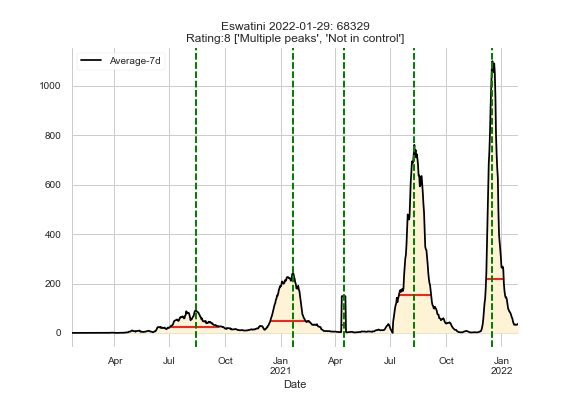 Eswatini 2022-01-29: 68329
Rating:8 ['Multiple peaks', 'Not in control']
Average-7d
1000
800
600
400
200
0
Apr Jul Oct Jan Apr Jul Oct Jan
2021 2022
Date